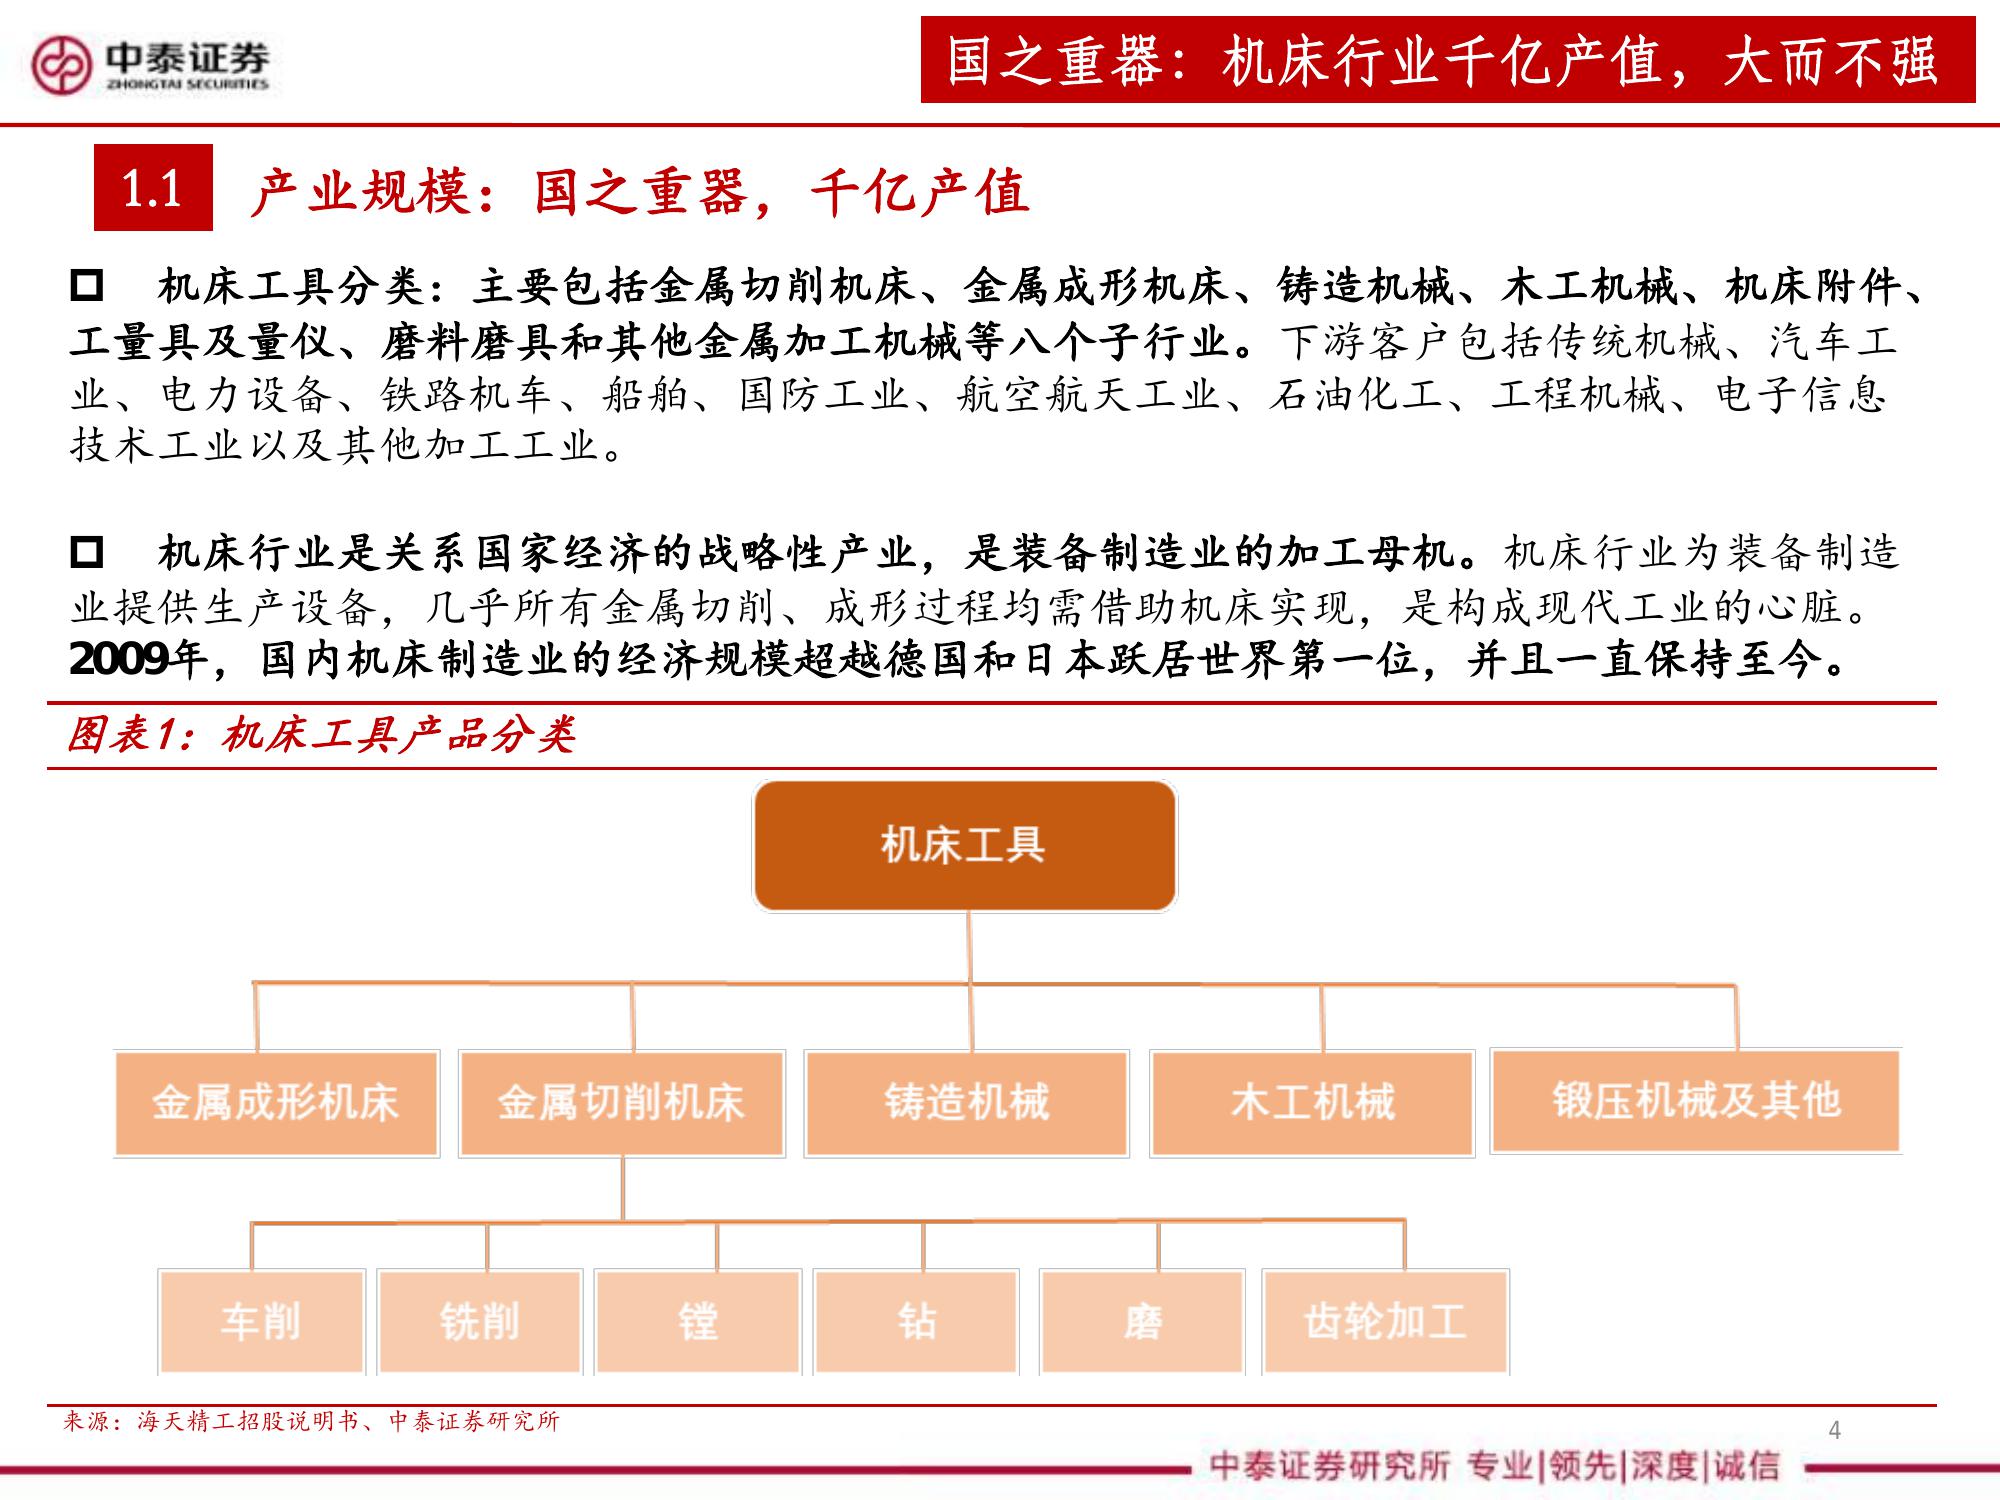 中泰证券
ZHONGTAI SECURITIES
国之重器：机床行业千亿产值，大而不强
1.1
产业规模：国之重器，千亿产值
机床工具分类：主要包括金属切削机床、金属成形机床、铸造机械、木工机械、机床附件、
工量具及量仪、磨料磨具和其他金属加工机械等八个子行业。下游客户包括传统机械、汽车工
业、电力设备、铁路机车、船舶、国防工业、航空航天工业、石油化工、工程机械、电子信息
技术工业以及其他加工工业。
机床行业是关系国家经济的战略性产业，是装备制造业的加工母机。机床行业为装备制造
业提供生产设备，几乎所有金属切削、成形过程均需借助机床实现，是构成现代工业的心脏。
2009年，国内机床制造业的经济规模超越德国和日本跃居世界第一位，并且一直保持至今。
图表1：机床工具产品分类
机床工具
金属成形机床
金属切削机床
铸造机械
木工机械
锻压机械及其他
车削
铣削
镗
钻
磨
齿轮加工
来源：海天精工招股说明书、中泰证券研究所
4
中泰证券研究所 专业|领先|深度|诚信